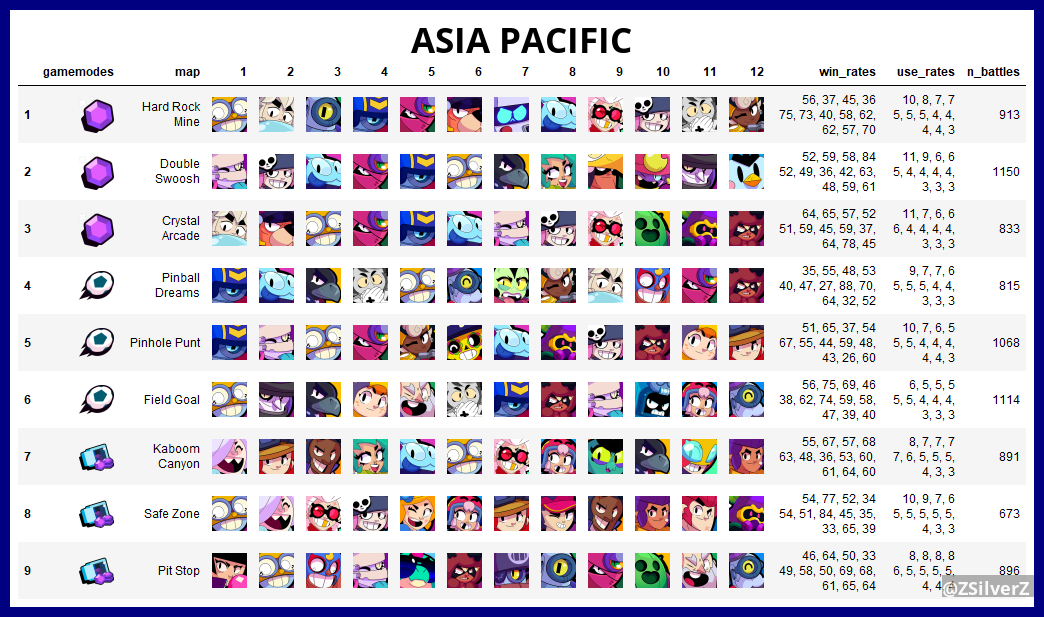 ASIA PACIFIC
gamemodes map 1 2 3 4 5 6 7 8 9 10 11 12 win_rates use_rates n_battles
1 Hard Rock Mine 56, 37, 45, 36 10, 8, 7, 7 913
75, 73, 40, 58, 62, 5, 5, 5, 4, 4,
62, 57, 70 4, 4, 3
2 Double Swoosh 52, 59, 58, 84 11, 9, 6, 6 1150
52, 49, 36, 42, 63, 5, 4, 4, 4, 4,
48, 59, 61 3, 3, 3
3 Crystal Arcade 64, 65, 57, 52 11, 7, 6, 6 833
51, 59, 45, 59, 37, 6, 4, 4, 4, 4,
64, 78, 45 3, 3, 3
4 Pinball Dreams 35, 55, 48, 53 9, 7, 7, 6 815
40, 47, 27, 88, 70, 5, 5, 5, 4, 4,
64, 32, 52 3, 3, 3
5 Pinhole Punt 51, 65, 37, 54 10, 7, 6, 5 1068
67, 55, 44, 59, 48, 5, 5, 4, 4, 4,
43, 26, 60 4, 4, 3
6 Field Goal 56, 75, 69, 46 6, 5, 5, 5 1114
38, 62, 74, 59, 58, 5, 5, 4, 4, 4,
47, 39, 40 3, 3, 3
7 Kaboom Canyon 55, 67, 57, 68 8, 7, 7, 7 891
63, 48, 36, 53, 60, 7, 6, 5, 5, 5,
61, 64, 60 4, 3, 3
8 Safe Zone 54, 77, 52, 34 10, 9, 7, 6 673
54, 51, 84, 45, 35, 5, 5, 5, 5, 5,
33, 65, 39 4, 3, 3
9 Pit Stop 46, 64, 50, 33 8, 8, 8, 8 896
49, 58, 50, 69, 68, 6, 5, 5, 5, 5,
61, 65, 64 4, 4
@ZSilverZ